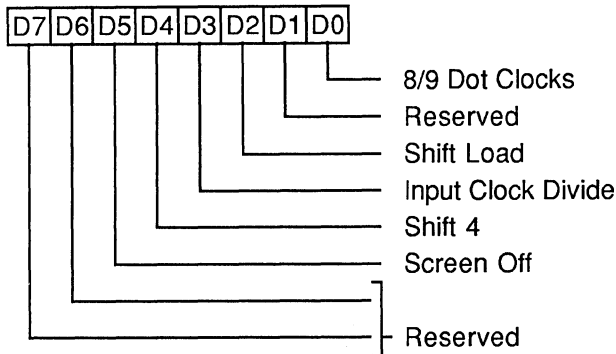 D7 D6 D5 D4 D3 D2 D1 D0
8/9 Dot Clocks
Reserved
Shift Load
Input Clock Divide
Shift 4
Screen Off
Reserved